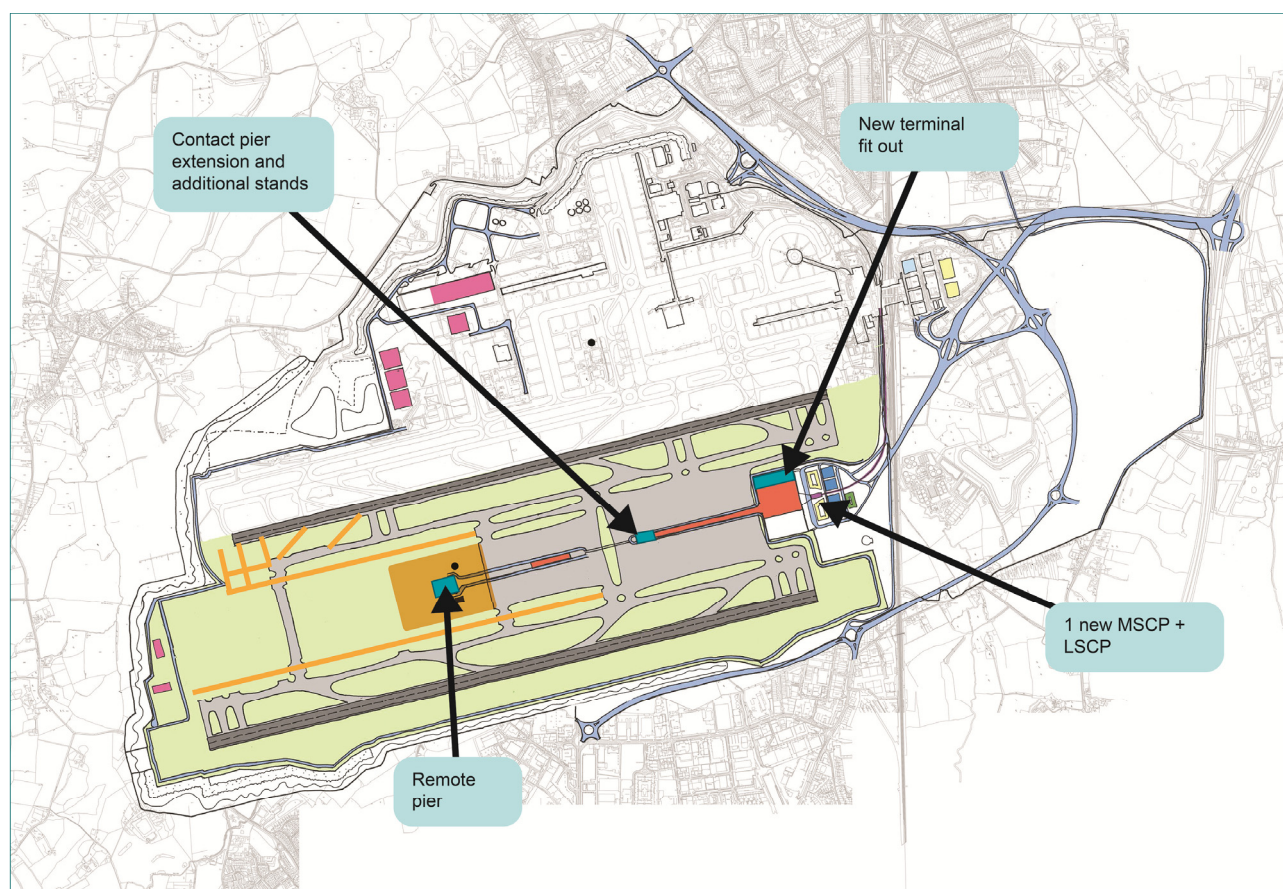 Contact pier
extension and
additional stands
New terminal
fit out
1 new MSCP +
LSCP
Remote
pier